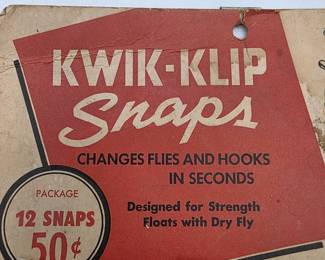 KWIK-KLIP
Snaps
CHANGES FLIES AND HOOKS
IN SECONDS
Designed for Strength
Floats with Dry Fly
PACKAGE
12 SNAPS
50¢